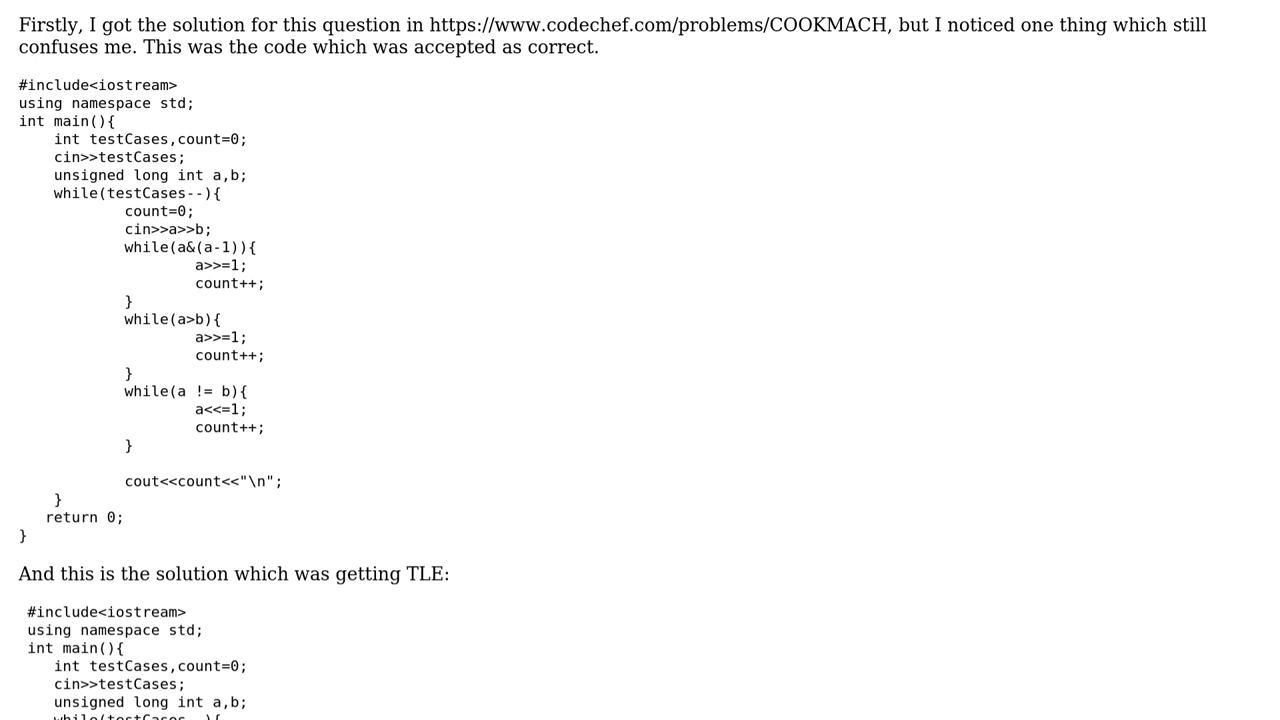 Firstly, I got the solution for this question in https://www.codechef.com/problems/COOKMACH, but I noticed one thing which still
confuses me. This was the code which was accepted as correct.
#include<iostream>
using namespace std;
int main(){
    int testCases,count=0;
    cin>>testCases;
    unsigned long int a,b;
    while(testCases--){
            count=0;
            cin>>a>>b;
            while(a&(a-1)){
                    a>>=1;
                    count++;
            }
            while(a>b){
                    a>>=1;
                    count++;
            }
            while(a != b){
                    a<<=1;
                    count++;
            }

            cout<<count<<"\n";
    }
   return 0;
}
And this is the solution which was getting TLE:
 #include<iostream>
 using namespace std;
 int main(){
    int testCases,count=0;
    cin>>testCases;
    unsigned long int a,b;
    while(testCases--){